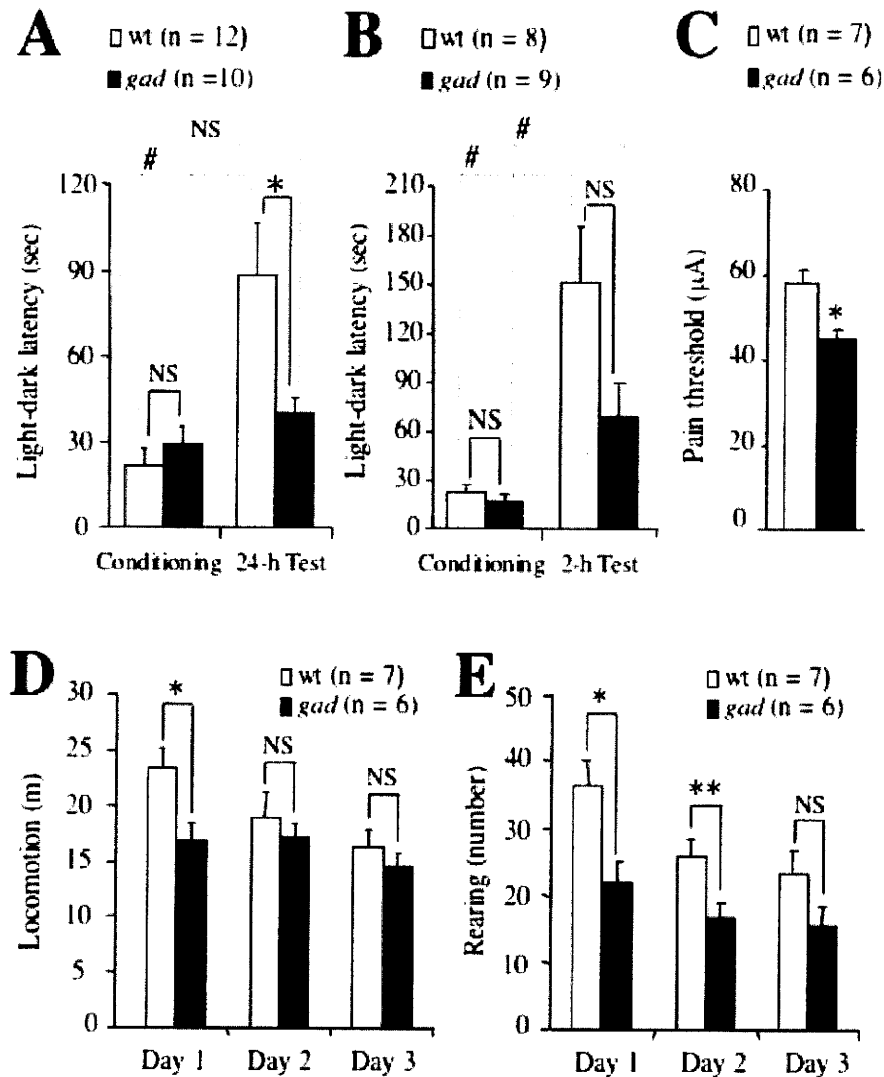 A
wt (n = 12)
gad (n =10)
NS
#
*
NS
120
90
60
30
0
Light-dark latency (sec)
Conditioning 24-h Test
B
wt (n = 8)
gad (n = 9)
#
#
NS
NS
210
180
150
120
90
60
30
0
Light-dark latency (sec)
Conditioning 2-h Test
C
wt (n = 7)
gad (n = 6)
80
60
40
20
0
*
Pain threshold (μA)
D
wt (n = 7)
gad (n = 6)
*
NS
NS
30
25
20
15
10
5
0
Locomotion (m)
Day 1 Day 2 Day 3
E
wt (n = 7)
gad (n = 6)
*
**
NS
50
40
30
20
10
0
Rearing (number)
Day 1 Day 2 Day 3